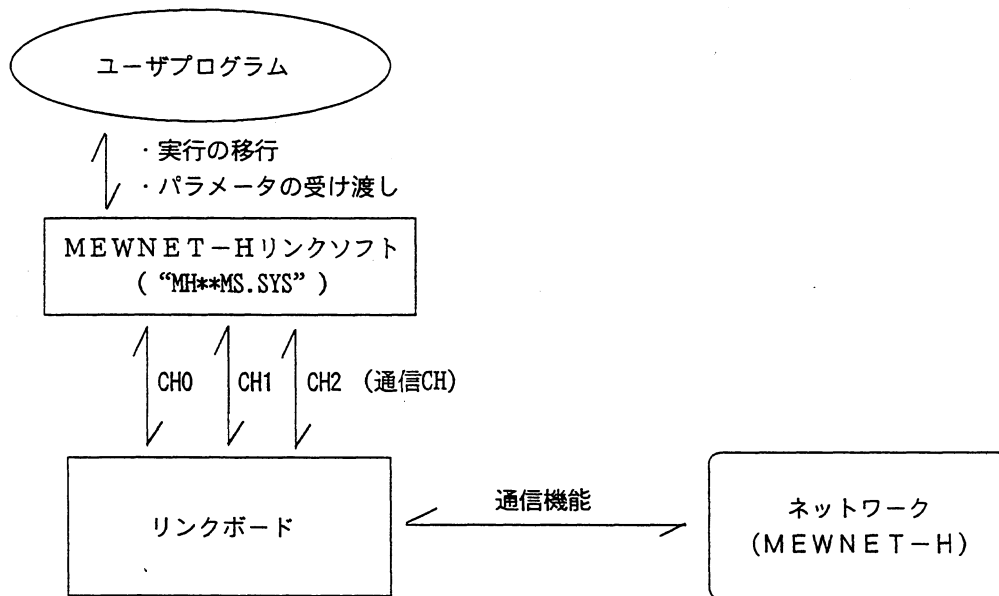 ユーザプログラム
・実行の移行
・パラメータの受け渡し
MEWNET-Hリンクソフト
(“MH**MS.SYS”)
CH0 CH1 CH2 (通信CH)
リンクボード
通信機能
ネットワーク
(MEWNET-H)